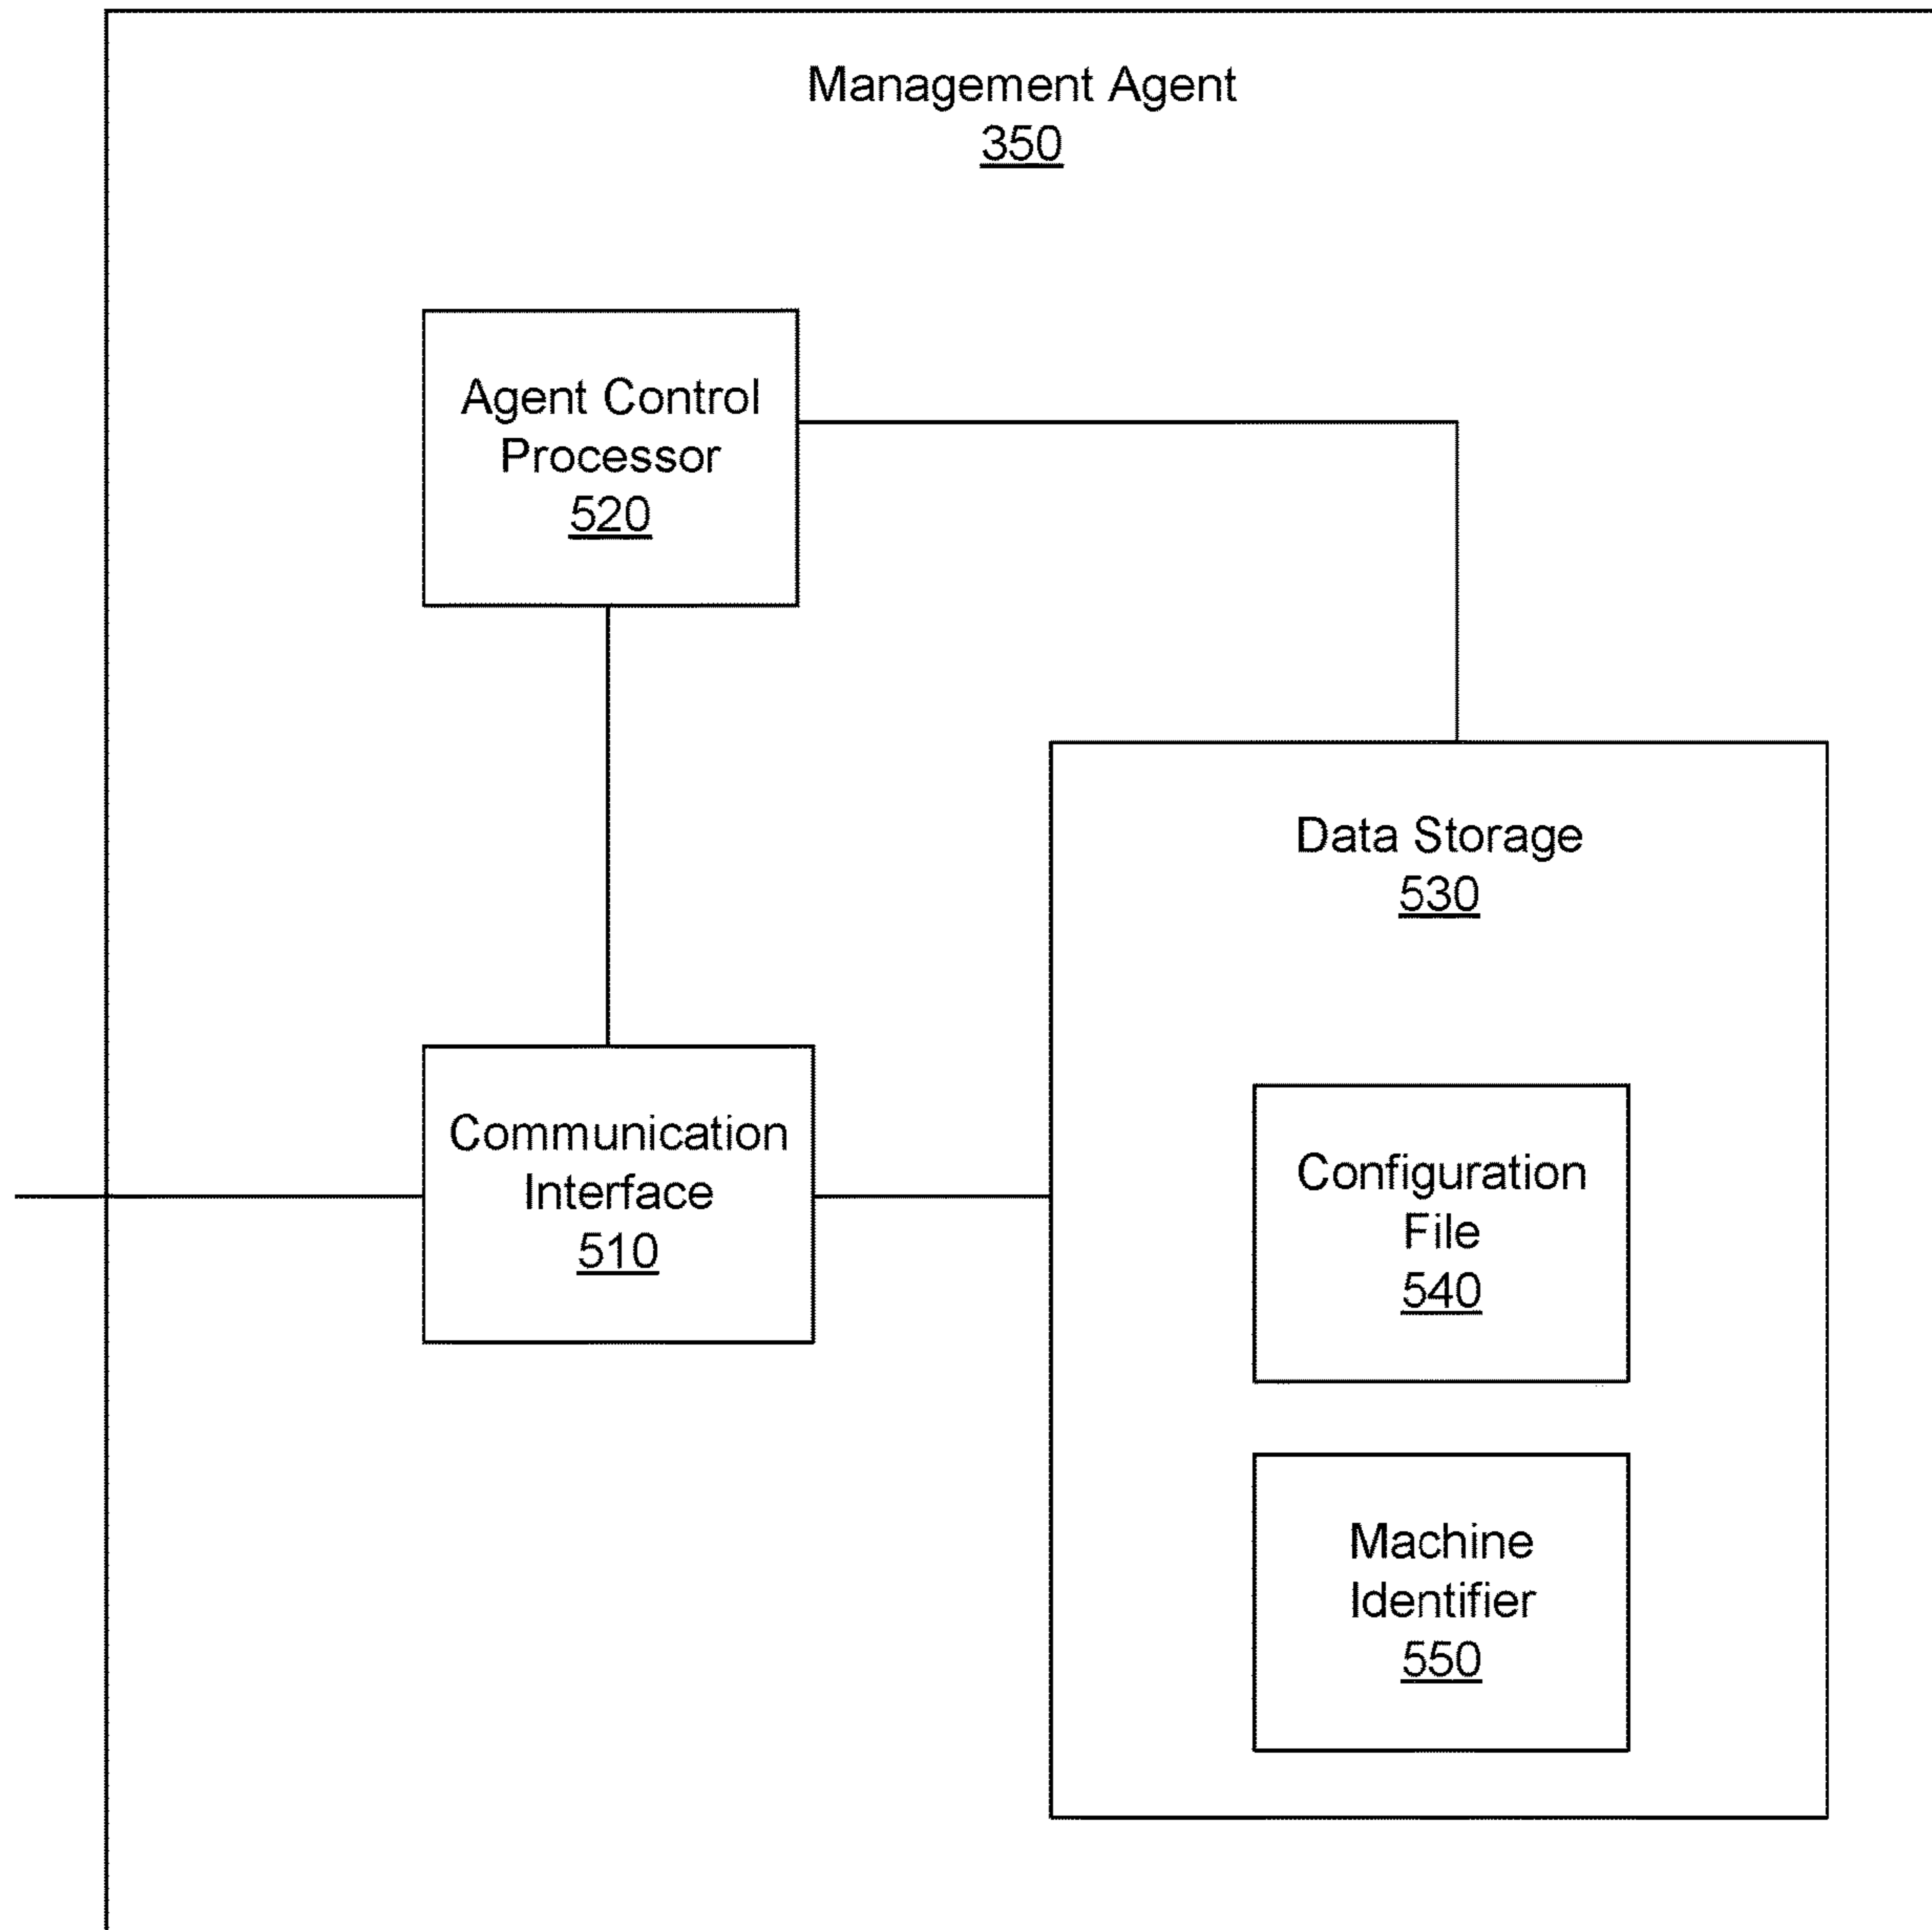 Management Agent
350
Agent Control
Processor
520
Data Storage
530
Communication
Interface
510
Configuration
File
540
Machine
Identifier
550